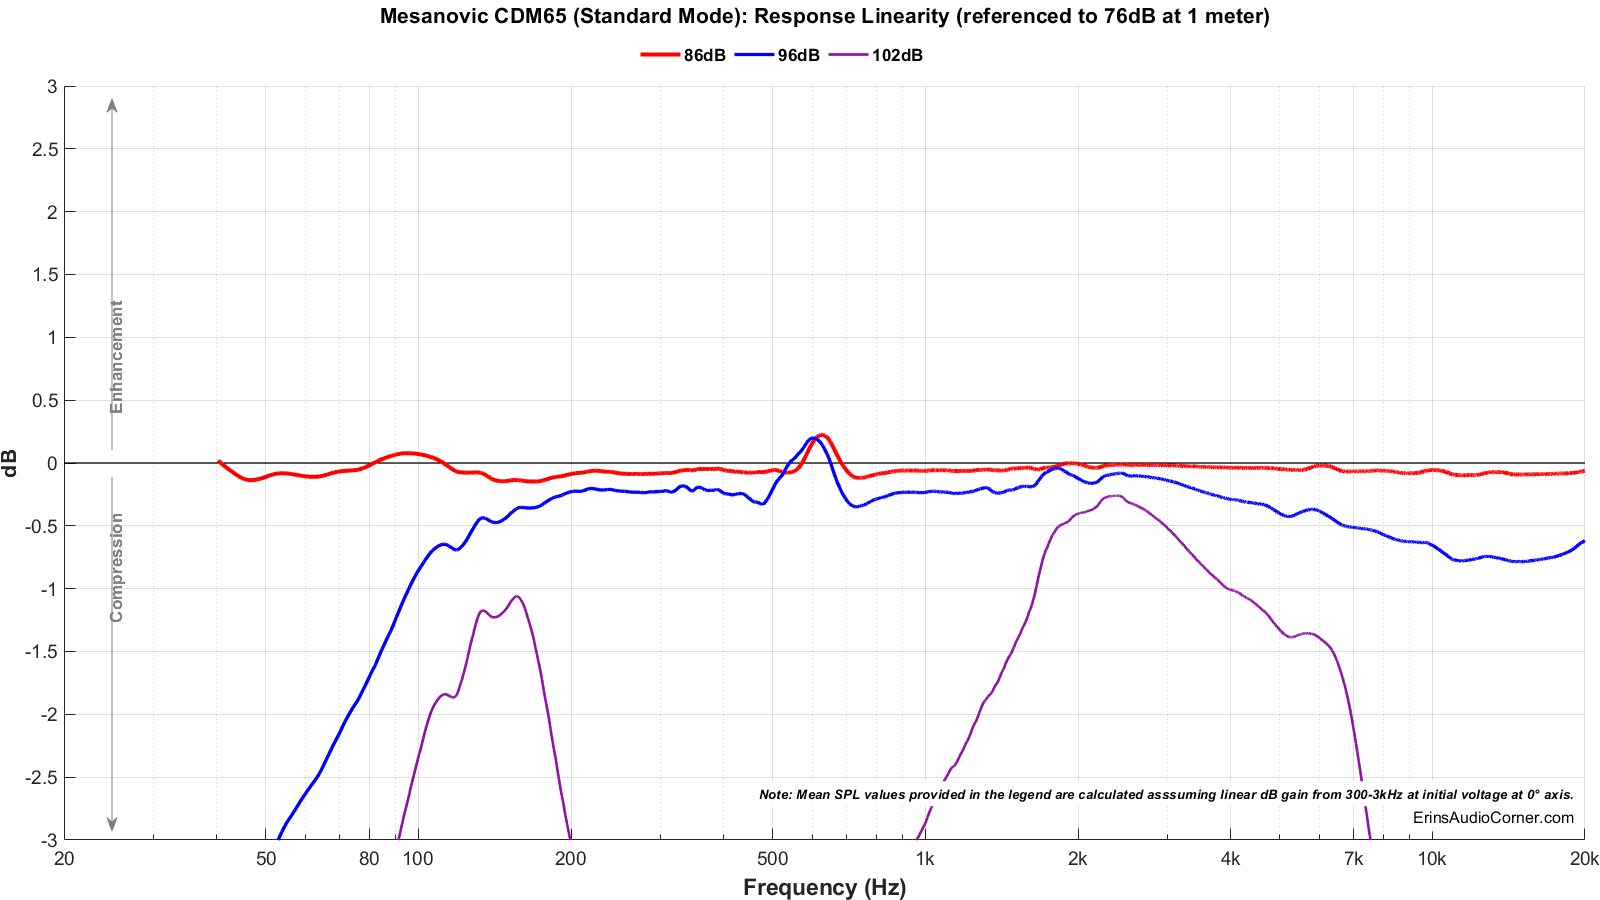 Mesanovic CDM65 (Standard Mode): Response Linearity (referenced to 76dB at 1 meter)
86dB 96dB 102dB
3
2.5
2
1.5
1
0.5
0
-0.5
-1
-1.5
-2
-2.5
-3
dB
Enhancement
Compression
Note: Mean SPL values provided in the legend are calculated asssuming linear dB gain from 300-3kHz at initial voltage at 0° axis.
ErinsAudioCorner.com
20 50 80 100 200 500 1k 2k 4k 7k 10k 20k
Frequency (Hz)